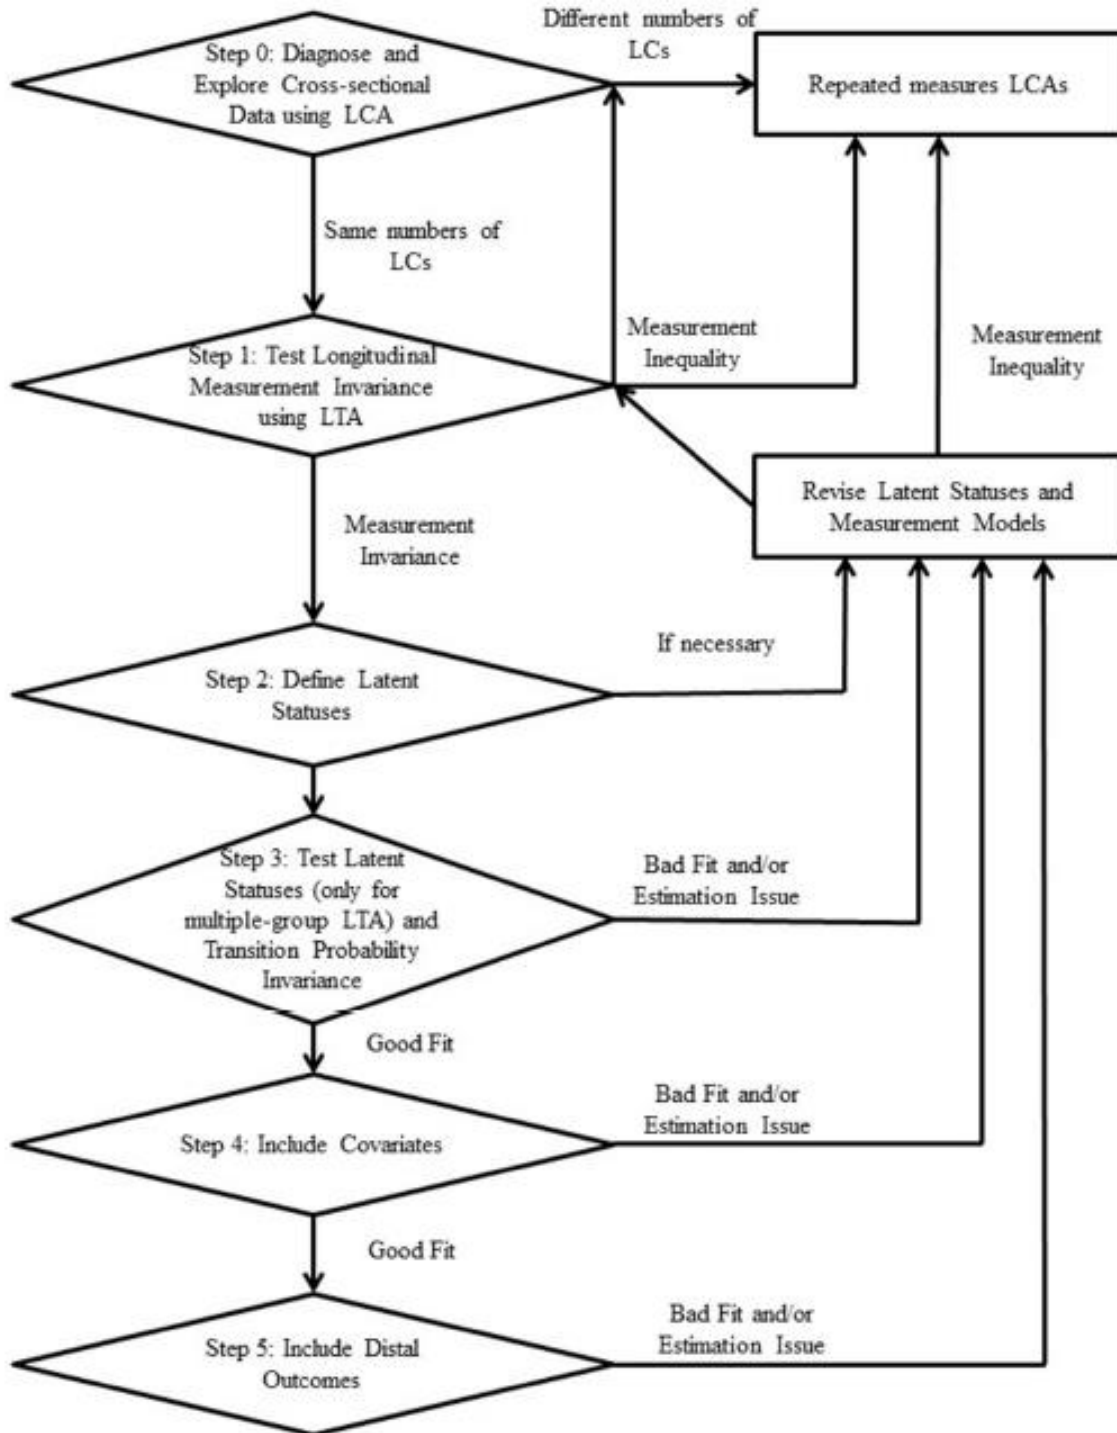 Different numbers of
LCs
Step 0: Diagnose and
Explore Cross-sectional
Data using LCA
Repeated measures LCAs
Same numbers of
LCs
Step 1: Test Longitudinal
Measurement Invariance
using LTA
Measurement
Inequality
Measurement
Inequality
Revise Latent Statuses and
Measurement Models
Measurement
Invariance
Step 2: Define Latent
Statuses
If necessary
Step 3: Test Latent
Statuses (only for
multiple-group LTA) and
Transition Probability
Invariance
Bad Fit and/or
Estimation Issue
Good Fit
Step 4: Include Covariates
Bad Fit and/or
Estimation Issue
Good Fit
Step 5: Include Distal
Outcomes
Bad Fit and/or
Estimation Issue